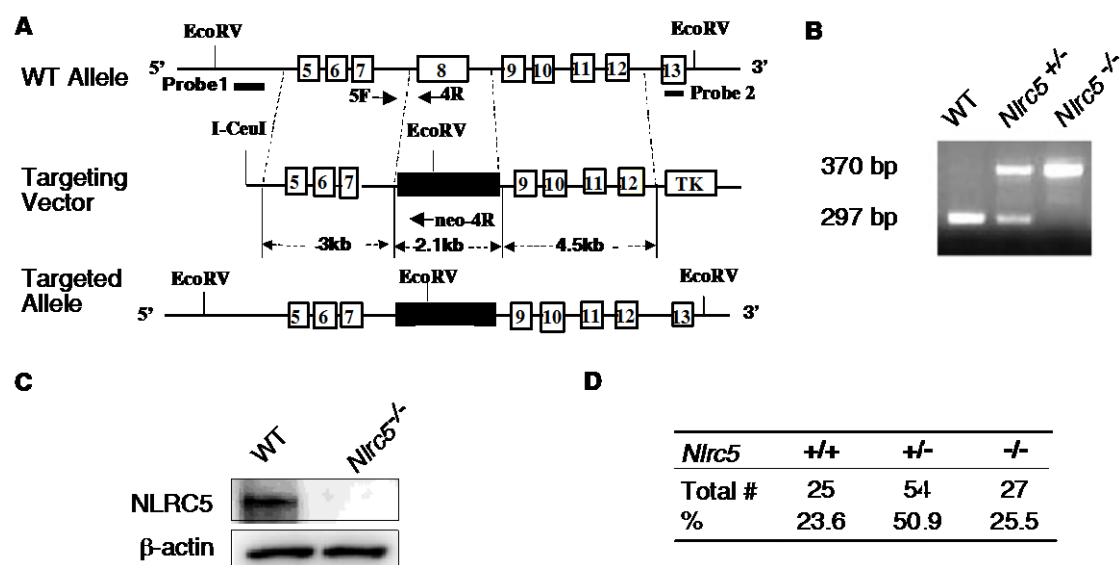 A
EcoRV EcoRV
WT Allele 5' 5 6 7 8 9 10 11 12 13 3'
Probe1 5F 4R Probe 2
I-CeuI EcoRV
Targeting Vector 5 6 7 9 10 11 12 TK
neo-4R
3kb 2.1kb 4.5kb
Targeted Allele
EcoRV EcoRV EcoRV
5' 5 6 7 9 10 11 12 13 3'
B
WT Nlrc5+/- Nlrc5-/-
370 bp
297 bp
C
WT Nlrc5-/-
NLRC5
β-actin
D
Nlrc5 +/+ +/- -/-
Total # 25 54 27
% 23.6 50.9 25.5